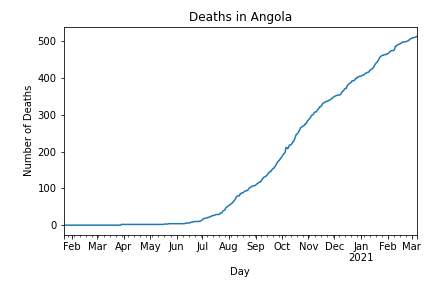 Deaths in Angola
Number of Deaths
500
400
300
200
100
0
Feb Mar Apr May Jun Jul Aug Sep Oct Nov Dec Jan Feb Mar
2021
Day